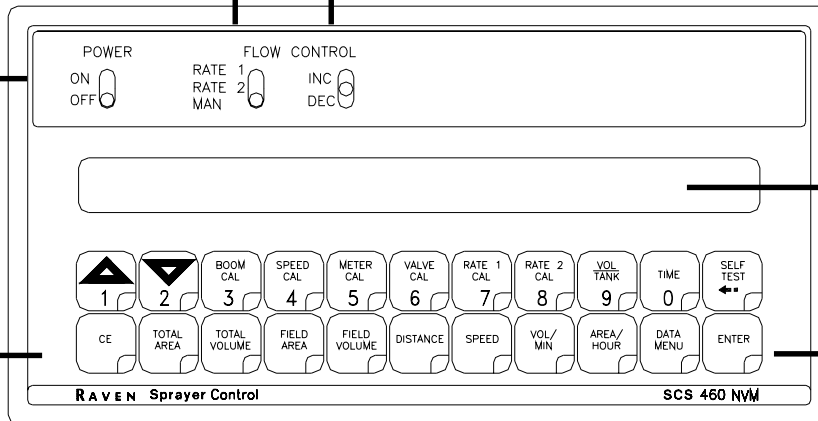 POWER
ON
OFF
FLOW CONTROL
RATE 1
RATE 2
MAN
INC
DEC
1
2
BOOM CAL 3
SPEED CAL 4
METER CAL 5
VALVE CAL 6
RATE 1 CAL 7
RATE 2 CAL 8
VOL TANK 9
TIME 0
SELF TEST
CE
TOTAL AREA
TOTAL VOLUME
FIELD AREA
FIELD VOLUME
DISTANCE
SPEED
VOL/ MIN
AREA/ HOUR
DATA MENU
ENTER
RAVEN Sprayer Control
SCS 460 NVM